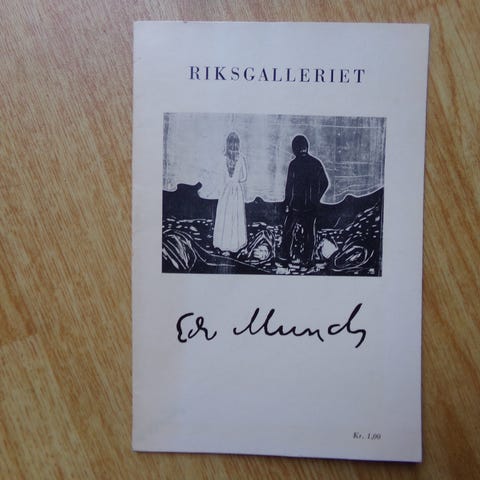 RIKSGALLERIET
Edv Munch
Kr. 1,00